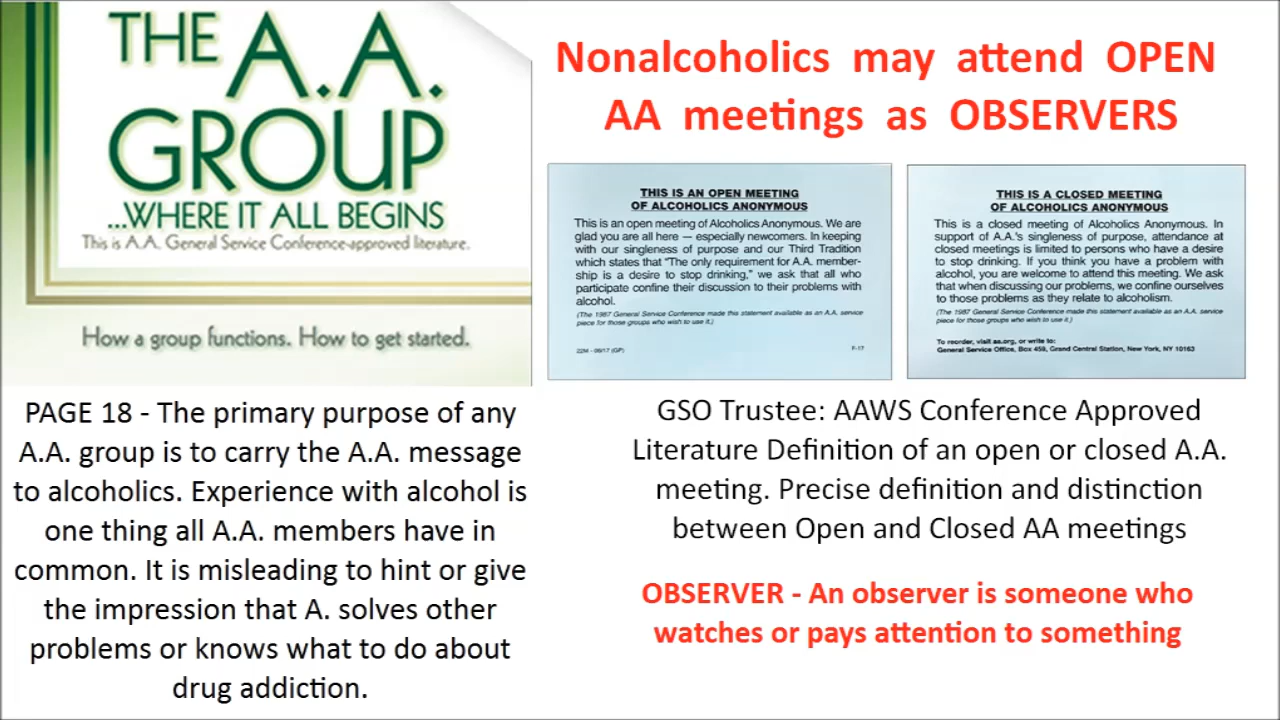 THE A.A.
GROUP
...WHERE IT ALL BEGINS
This is A.A. General Service Conference-approved literature.
How a group functions. How to get started.
PAGE 18 - The primary purpose of any
A.A. group is to carry the A.A. message
to alcoholics. Experience with alcohol is
one thing all A.A. members have in
common. It is misleading to hint or give
the impression that A. solves other
problems or knows what to do about
drug addiction.
Nonalcoholics may attend OPEN
AA meetings as OBSERVERS
THIS IS AN OPEN MEETING
OF ALCOHOLICS ANONYMOUS
This is an open meeting of Alcoholics Anonymous. We are
glad you are all here — especially newcomers. In keeping
with our singleness of purpose and our Third Tradition
which states that "The only requirement for A.A. member-
ship is a desire to stop drinking," we ask that all who
participate confine their discussion to their problems with
alcohol.
(The 1987 General Service Conference made this statement available as an A.A. service
piece for those groups who wish to use it.)
22M - 06/17 (GP) F-17
THIS IS A CLOSED MEETING
OF ALCOHOLICS ANONYMOUS
This is a closed meeting of Alcoholics Anonymous. In
support of A.A.'s singleness of purpose, attendance at
closed meetings is limited to persons who have a desire
to stop drinking. If you think you have a problem with
alcohol, you are welcome to attend this meeting. We ask
that when discussing our problems, we confine ourselves
to those problems as they relate to alcoholism.
(The 1987 General Service Conference made this statement available as an A.A. service
piece for those groups who wish to use it.)
To reorder, visit aa.org, or write to:
General Service Office, Box 459, Grand Central Station, New York, NY 10163
GSO Trustee: AAWS Conference Approved
Literature Definition of an open or closed A.A.
meeting. Precise definition and distinction
between Open and Closed AA meetings
OBSERVER - An observer is someone who
watches or pays attention to something